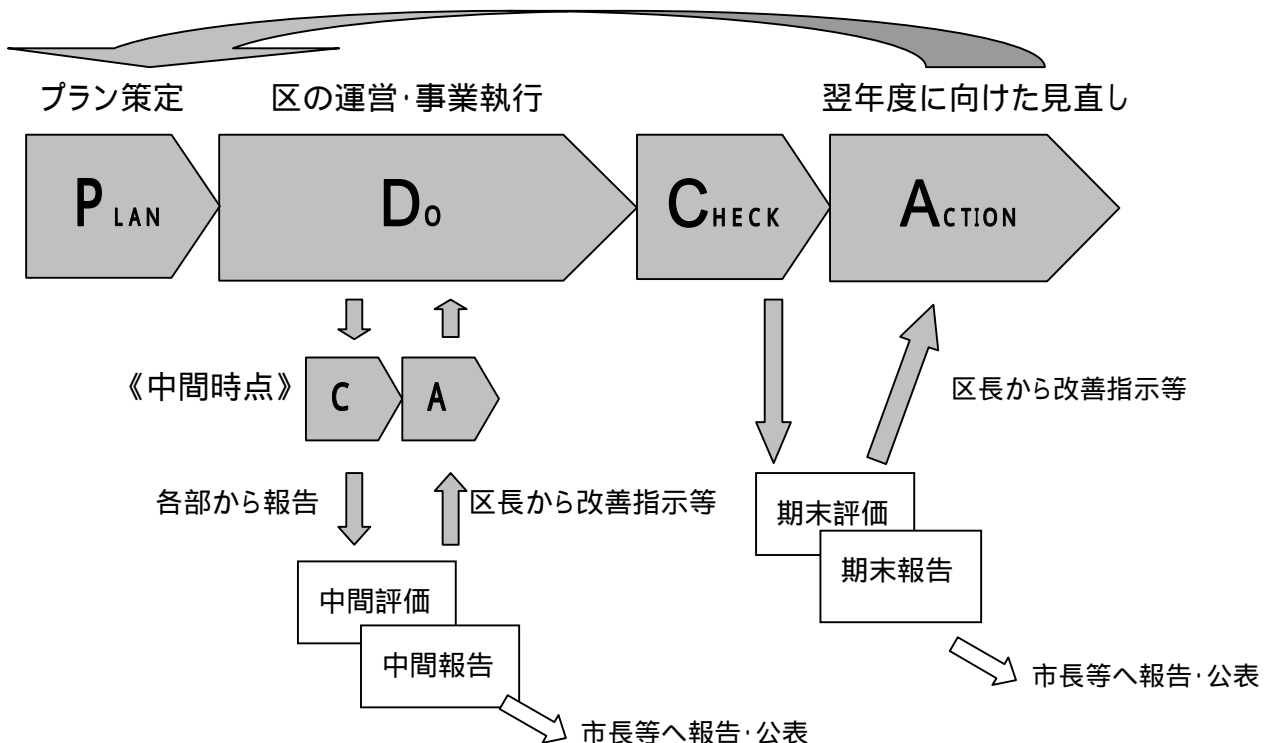 プラン策定
区の運営・事業執行
翌年度に向けた見直し
PLAN
DO
CHECK
ACTION
《中間時点》
C
A
区長から改善指示等
各部から報告
区長から改善指示等
期末評価
期末報告
中間評価
中間報告
市長等へ報告・公表
市長等へ報告・公表